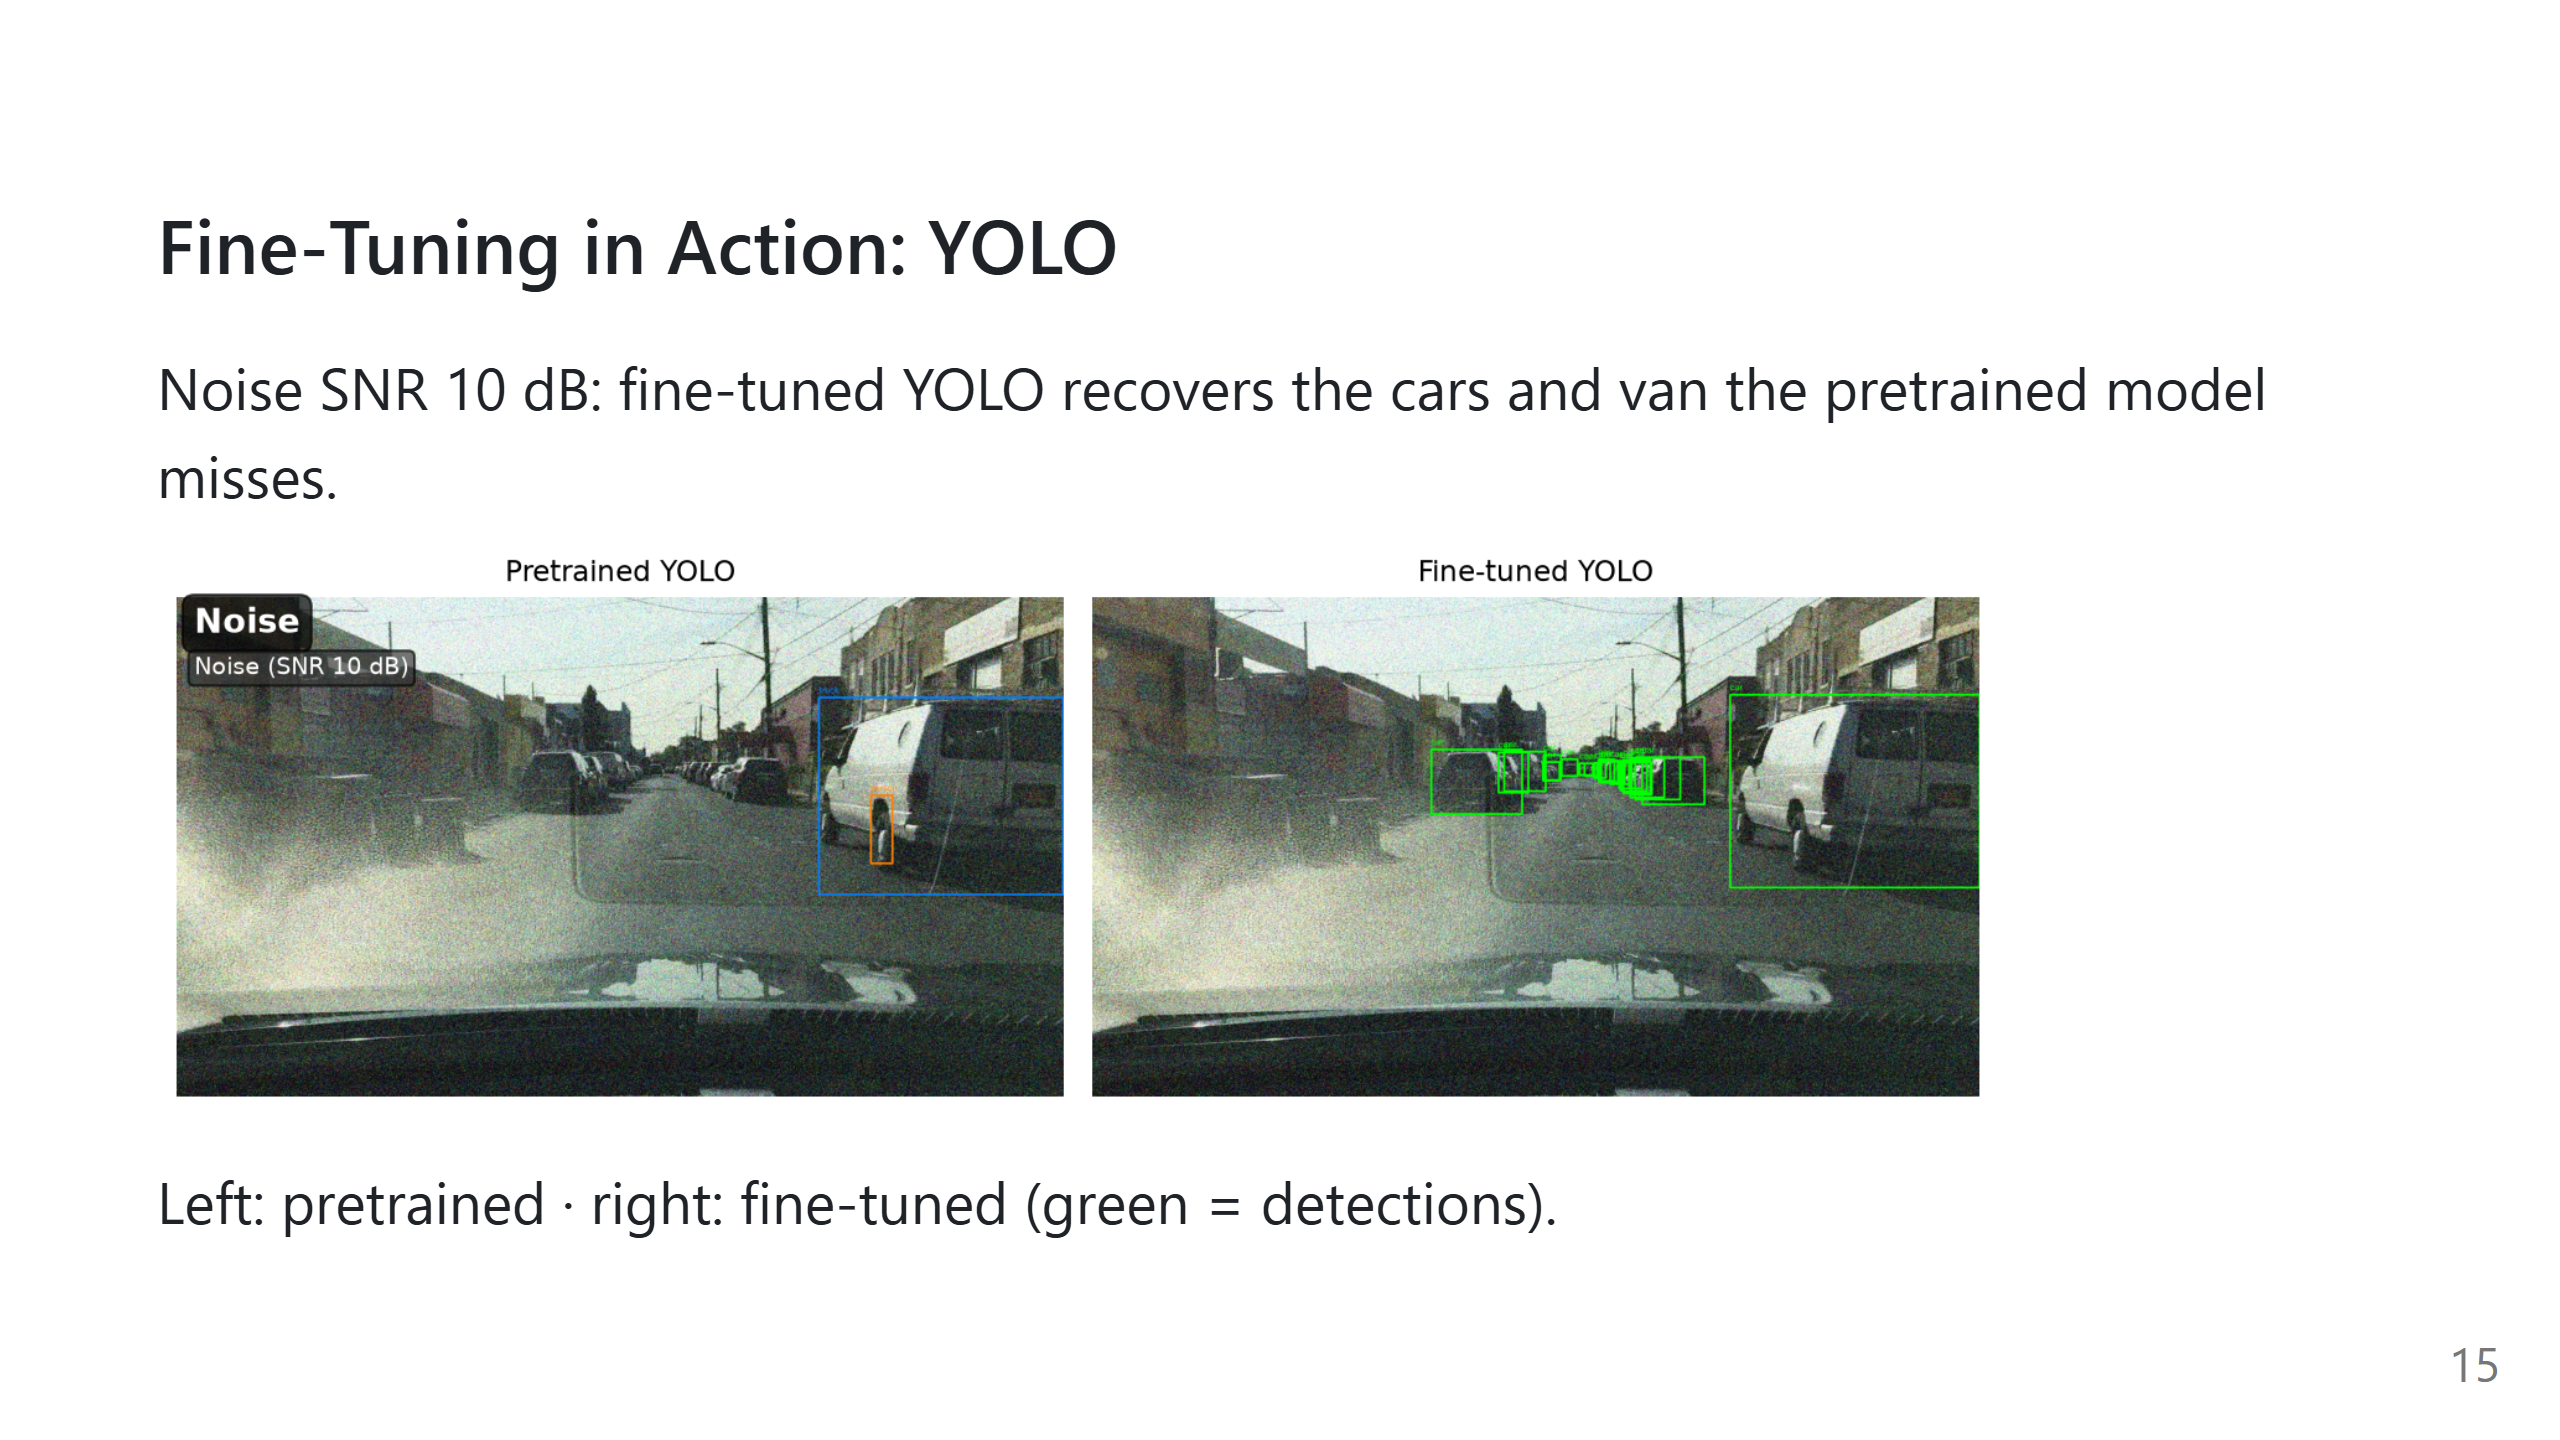 Fine-Tuning in Action: YOLO
Noise SNR 10 dB: fine-tuned YOLO recovers the cars and van the pretrained model
misses.
Pretrained YOLO
Fine-tuned YOLO
Noise
Noise (SNR 10 dB)
truck
car
Left: pretrained · right: fine-tuned (green = detections).
15